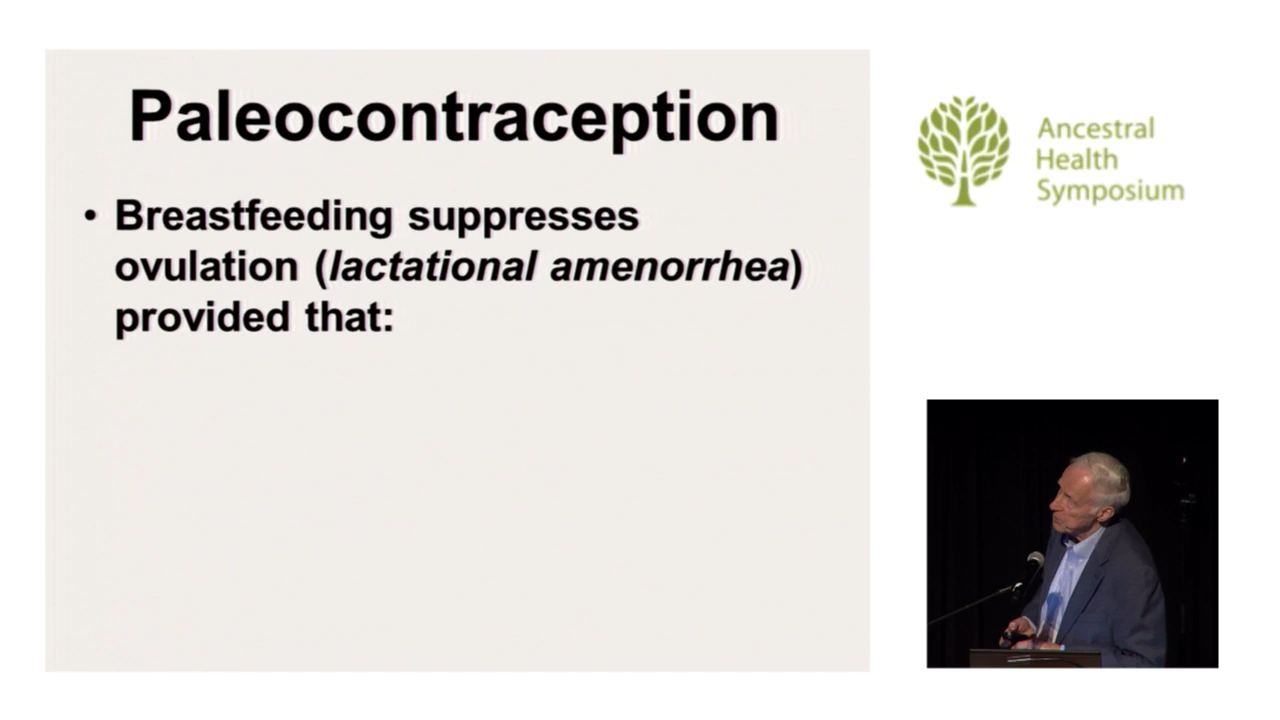 Paleocontraception
• Breastfeeding suppresses
ovulation (lactational amenorrhea)
provided that:
Ancestral
Health
Symposium